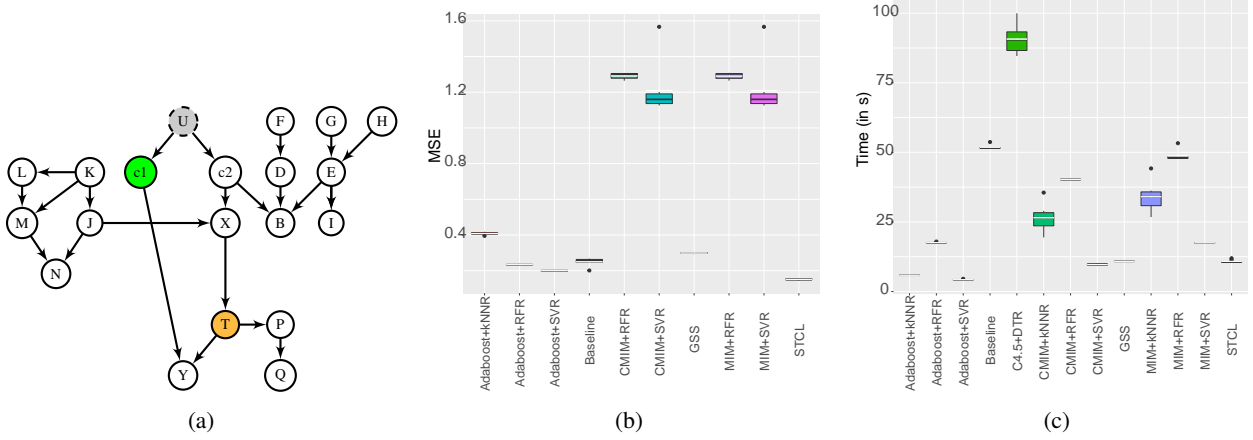 U F G H
L K c1 c2 D E
M J X B I
N
T P
Y Q
(a)
MSE
1.6
1.2
0.8
0.4
Adaboost+kNNR
Adaboost+RFR
Adaboost+SVR
Baseline
CMIM+RFR
CMIM+SVR
GSS
MIM+RFR
MIM+SVR
STCL
(b)
Time (in s)
100
75
50
25
0
Adaboost+kNNR
Adaboost+RFR
Adaboost+SVR
Baseline
C4.5+DTR
CMIM+kNNR
CMIM+RFR
CMIM+SVR
GSS
MIM+kNNR
MIM+RFR
MIM+SVR
STCL
(c)